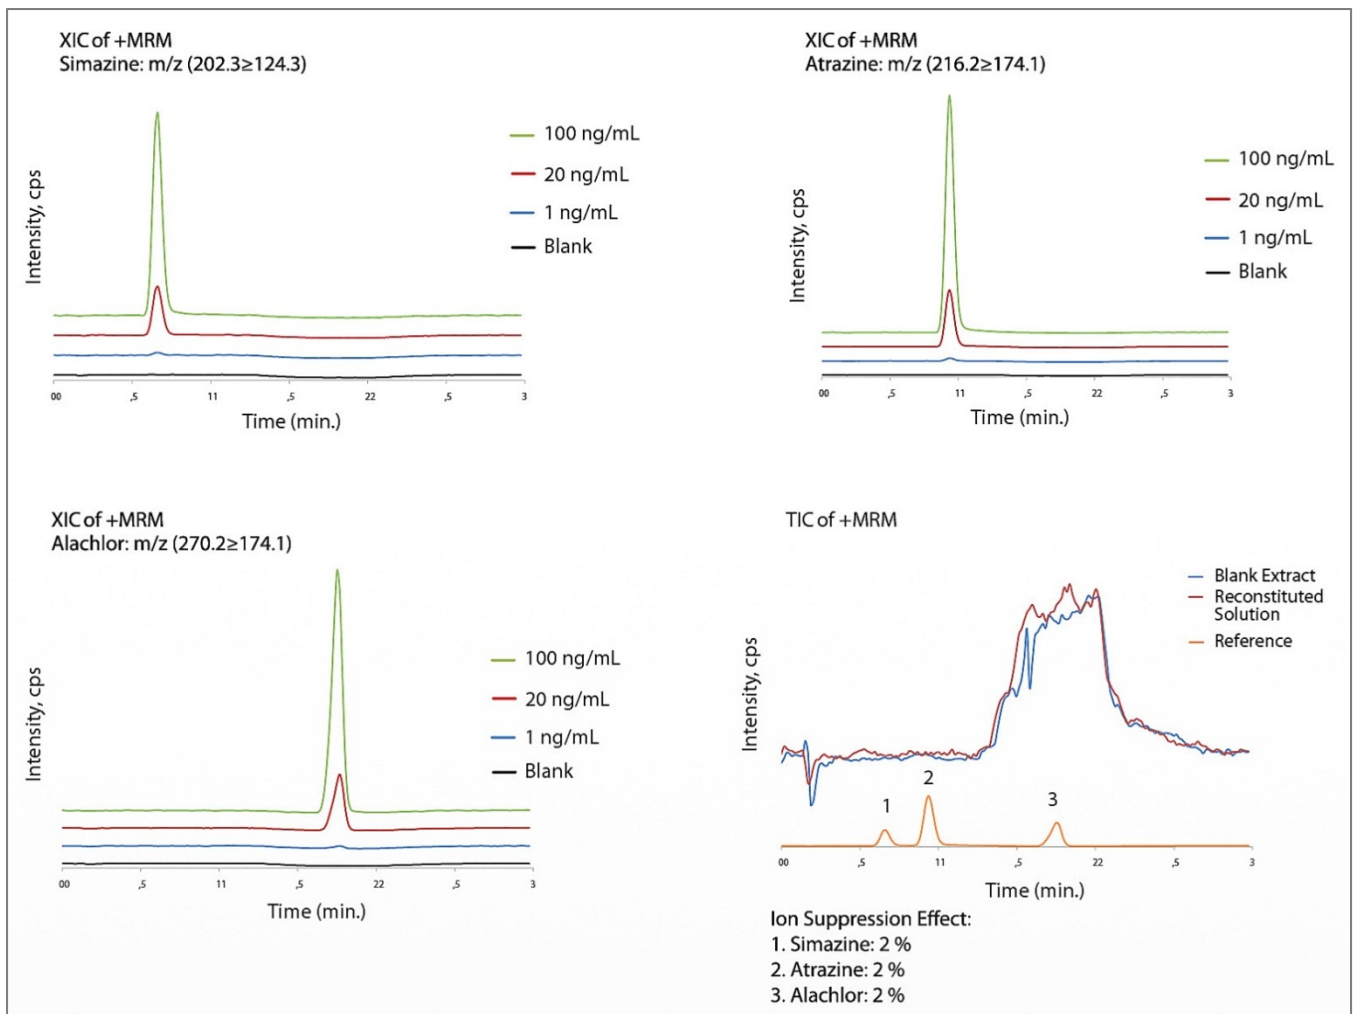 XIC of +MRM
Simazine: m/z (202.3≥124.3)
Intensity, cps
100 ng/mL
20 ng/mL
1 ng/mL
Blank
00 ,5 11 ,5 22 ,5 3
Time (min.)
XIC of +MRM
Atrazine: m/z (216.2≥174.1)
Intensity, cps
100 ng/mL
20 ng/mL
1 ng/mL
Blank
00 ,5 11 ,5 22 ,5 3
Time (min.)
XIC of +MRM
Alachlor: m/z (270.2≥174.1)
Intensity, cps
100 ng/mL
20 ng/mL
1 ng/mL
Blank
00 ,5 11 ,5 22 ,5 3
Time (min.)
TIC of +MRM
Intensity, cps
Blank Extract
Reconstituted
Solution
Reference
1 2 3
00 ,5 11 ,5 22 ,5 3
Time (min.)
Ion Suppression Effect:
1. Simazine: 2 %
2. Atrazine: 2 %
3. Alachlor: 2 %